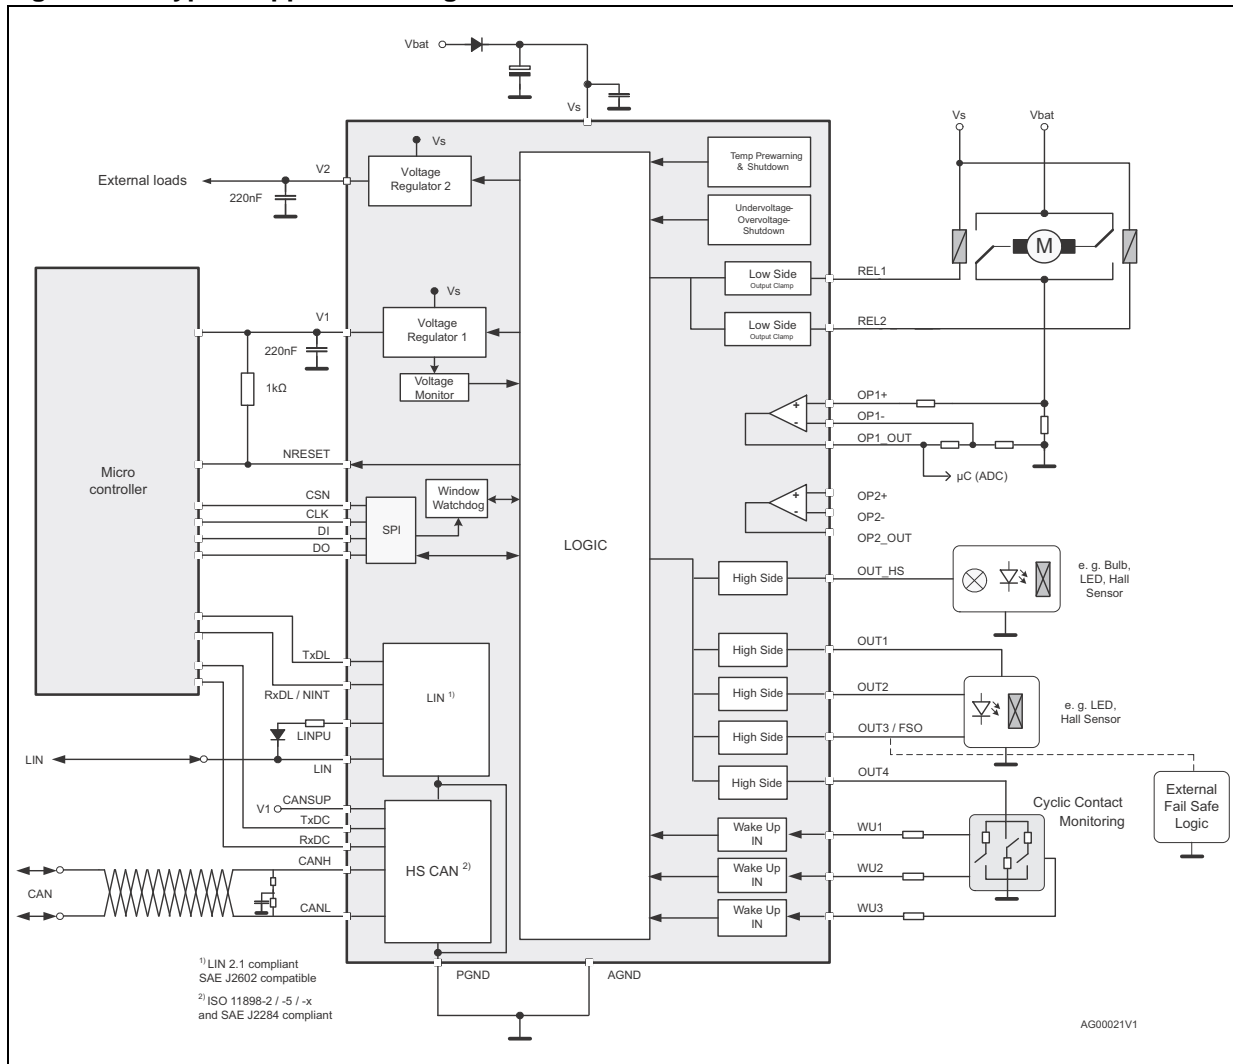 Vbat
Vs
Vs
Vbat
Vs
Voltage
Regulator 2
V2
External loads
220nF
Temp Prewarning
& Shutdown
Undervoltage-
Overvoltage-
Shutdown
M
Low Side
Output Clamp
REL1
Low Side
Output Clamp
REL2
Vs
V1
Voltage
Regulator 1
220nF
1kΩ
Voltage
Monitor
OP1+
OP1-
OP1_OUT
+
-
µC (ADC)
NRESET
Micro
controller
CSN
CLK
DI
DO
SPI
Window
Watchdog
LOGIC
+
-
OP2+
OP2-
OP2_OUT
High Side
OUT_HS
e. g. Bulb,
LED, Hall
Sensor
TxDL
RxDL / NINT
LIN 1)
LINPU
LIN
LIN
High Side
OUT1
High Side
OUT2
High Side
OUT3 / FSO
e. g. LED,
Hall Sensor
High Side
OUT4
V1
CANSUP
TxDC
RxDC
CANH
CAN
CANL
HS CAN 2)
Cyclic Contact
Monitoring
External
Fail Safe
Logic
Wake Up
IN
WU1
Wake Up
IN
WU2
Wake Up
IN
WU3
1) LIN 2.1 compliant
SAE J2602 compatible
2) ISO 11898-2 / -5 / -x
and SAE J2284 compliant
PGND
AGND
AG00021V1